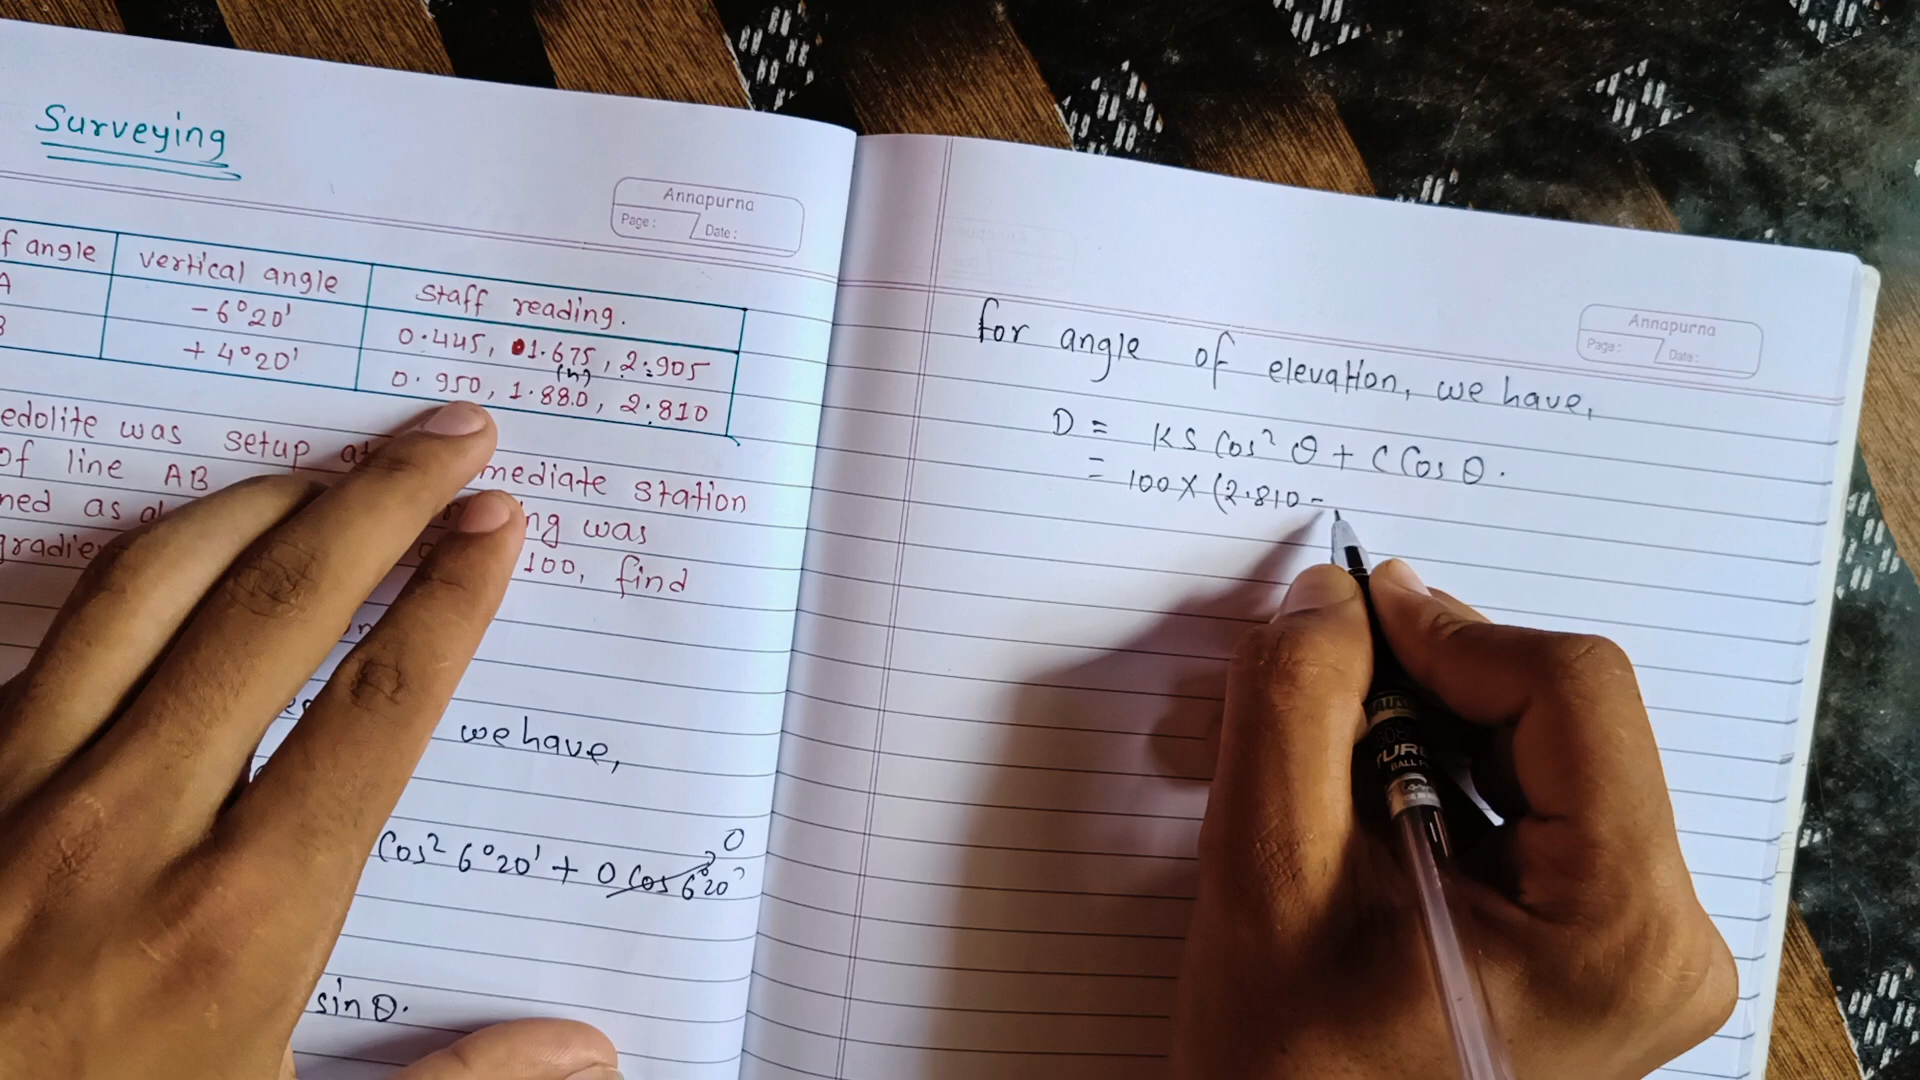 Surveying
Annapurna
Page :
Date :
f angle vertical angle staff reading.
A -6°20' 0.445, 1.675, 2.905
+4°20' 0.950, 1.880, 2.810
edolite was setup at mediate station
of line AB
ned as ng was
gradie 100, find
we have,
Cos² 6°20' + 0 Cos 6°20' 0
sin θ.
Annapurna
Page :
Date :
for angle of elevation, we have,
D = KS Cos² θ + C Cos θ.
= 100 X (2.810 -
BALL